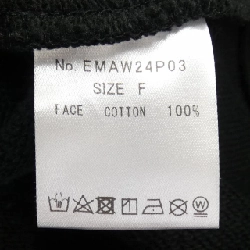 No. EMAW24P03
SIZE F
FACE COTTON 100%